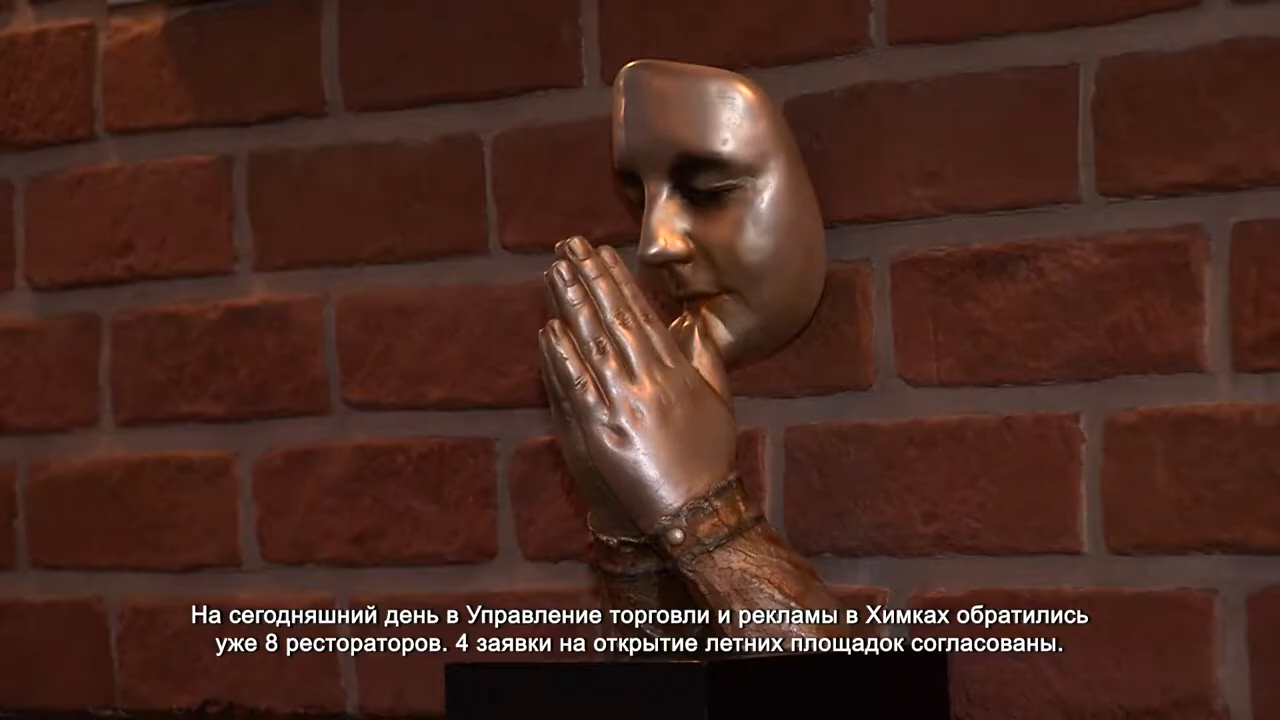 На сегодняшний день в Управление торговли и рекламы в Химках обратились
уже 8 рестораторов. 4 заявки на открытие летних площадок согласованы.